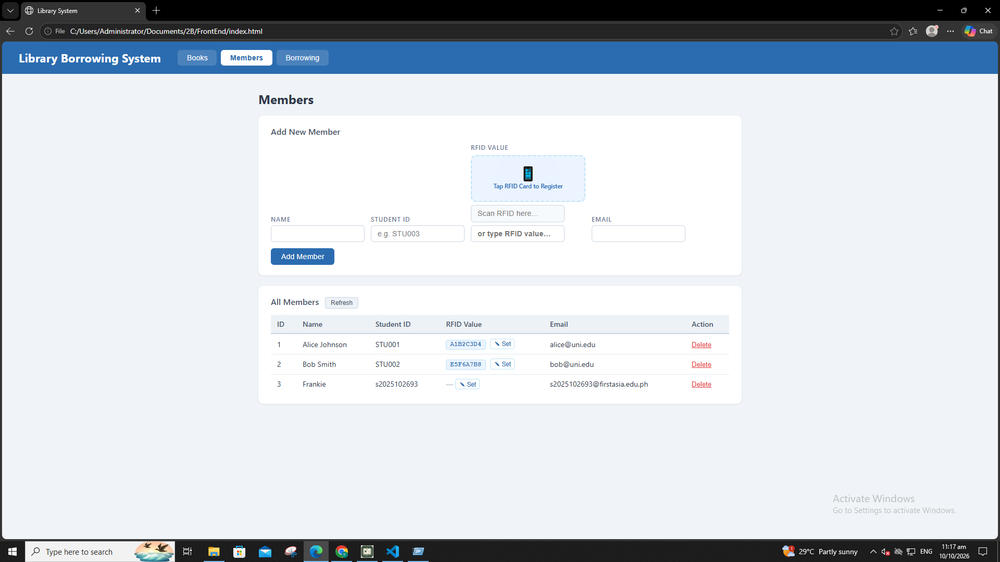 Library System
File C:/Users/Administrator/Documents/2B/FrontEnd/index.html
Chat
Library Borrowing System
Books
Members
Borrowing
Members
Add New Member
RFID VALUE
Tap RFID Card to Register
Scan RFID here...
NAME
STUDENT ID
EMAIL
e.g. STU003
or type RFID value...
Add Member
All Members
Refresh
ID Name Student ID RFID Value Email Action
1 Alice Johnson STU001 A1B2C3D4 Set alice@uni.edu Delete
2 Bob Smith STU002 E5F6A7B8 Set bob@uni.edu Delete
3 Frankie s2025102693 — Set s2025102693@firstasia.edu.ph Delete
Activate Windows
Go to Settings to activate Windows.
Type here to search
1
29°C Partly sunny
ENG
11:17 am
10/10/2026